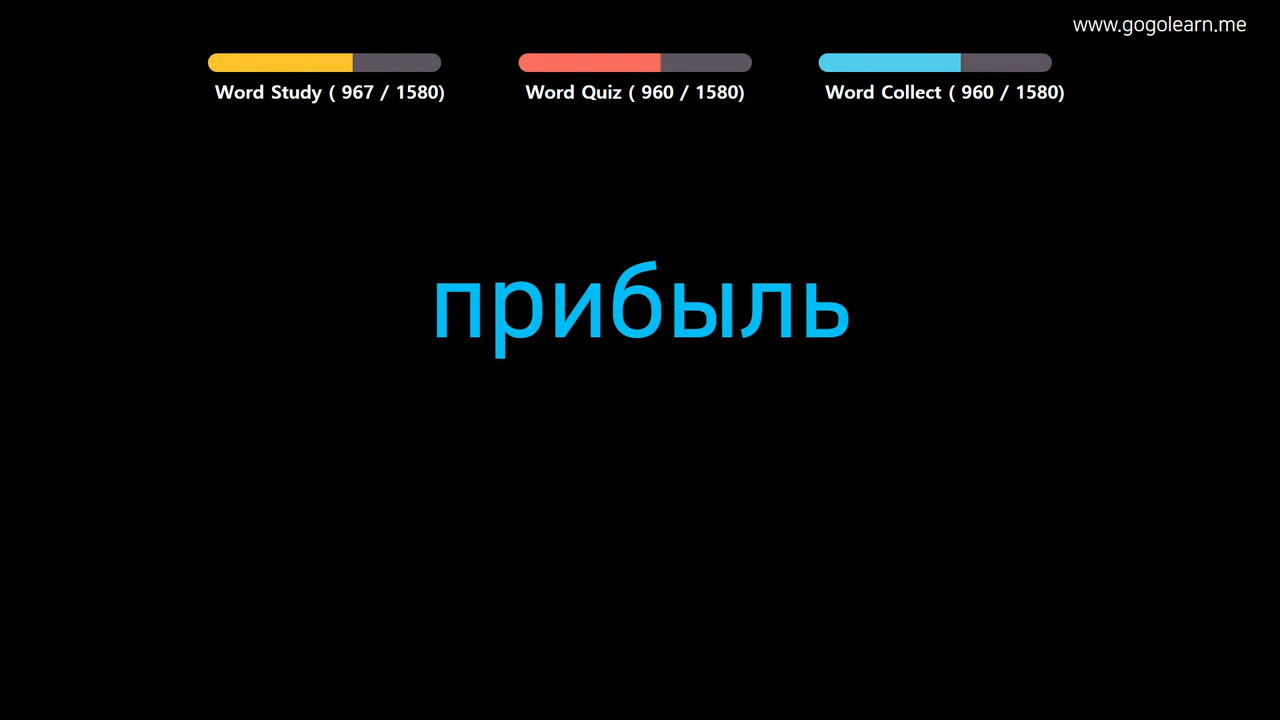 www.gogolearn.me
Word Study ( 967 / 1580)
Word Quiz ( 960 / 1580)
Word Collect ( 960 / 1580)
прибыль